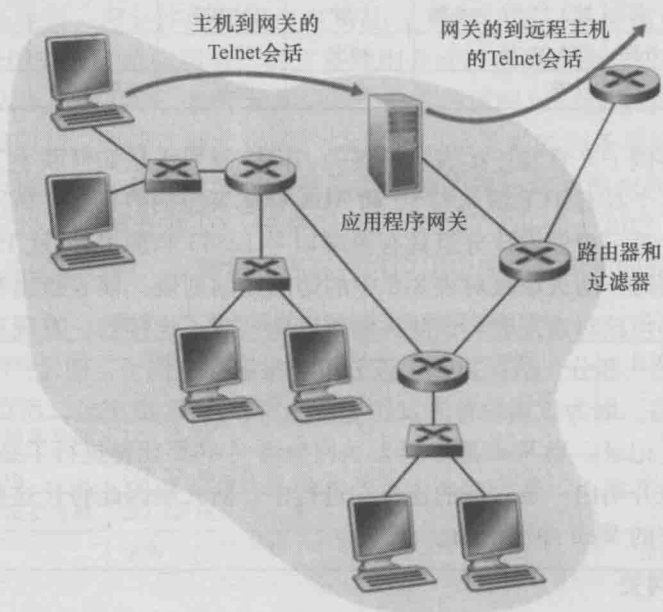 主机到网关的
Telnet会话
网关的到远程主机
的Telnet会话
应用程序网关
路由器和
过滤器